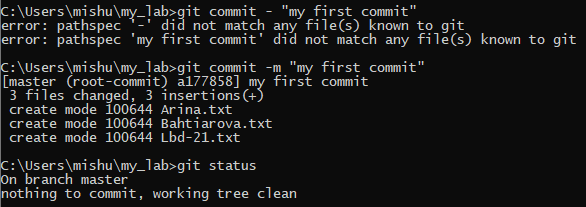 C:\Users\mishu\my_lab>git commit - "my first commit"
error: pathspec '-' did not match any file(s) known to git
error: pathspec 'my first commit' did not match any file(s) known to git
C:\Users\mishu\my_lab>git commit -m "my first commit"
[master (root-commit) a177858] my first commit
 3 files changed, 3 insertions(+)
 create mode 100644 Arina.txt
 create mode 100644 Bahtiarova.txt
 create mode 100644 Lbd-21.txt
C:\Users\mishu\my_lab>git status
On branch master
nothing to commit, working tree clean